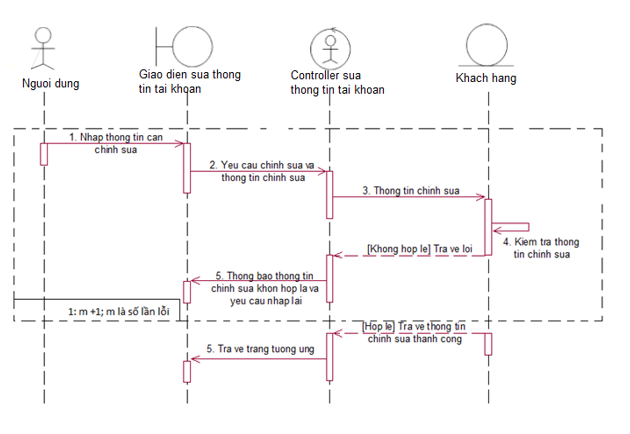 Nguoi dung
Giao dien sua thong
tin tai khoan
Controller sua
thong tin tai khoan
Khach hang
1. Nhap thong tin can
chinh sua
2. Yeu cau chinh sua va
thong tin chinh sua
3. Thong tin chinh sua
4. Kiem tra thong
tin chinh sua
[Khong hop le] Tra ve loi
5. Thong bao thong tin
chinh sua khon hop la va
yeu cau nhap lai
1: m +1; m là số lần lỗi
[Hop le] Tra ve thong tin
chinh sua thanh cong
5. Tra ve trang tuong ung